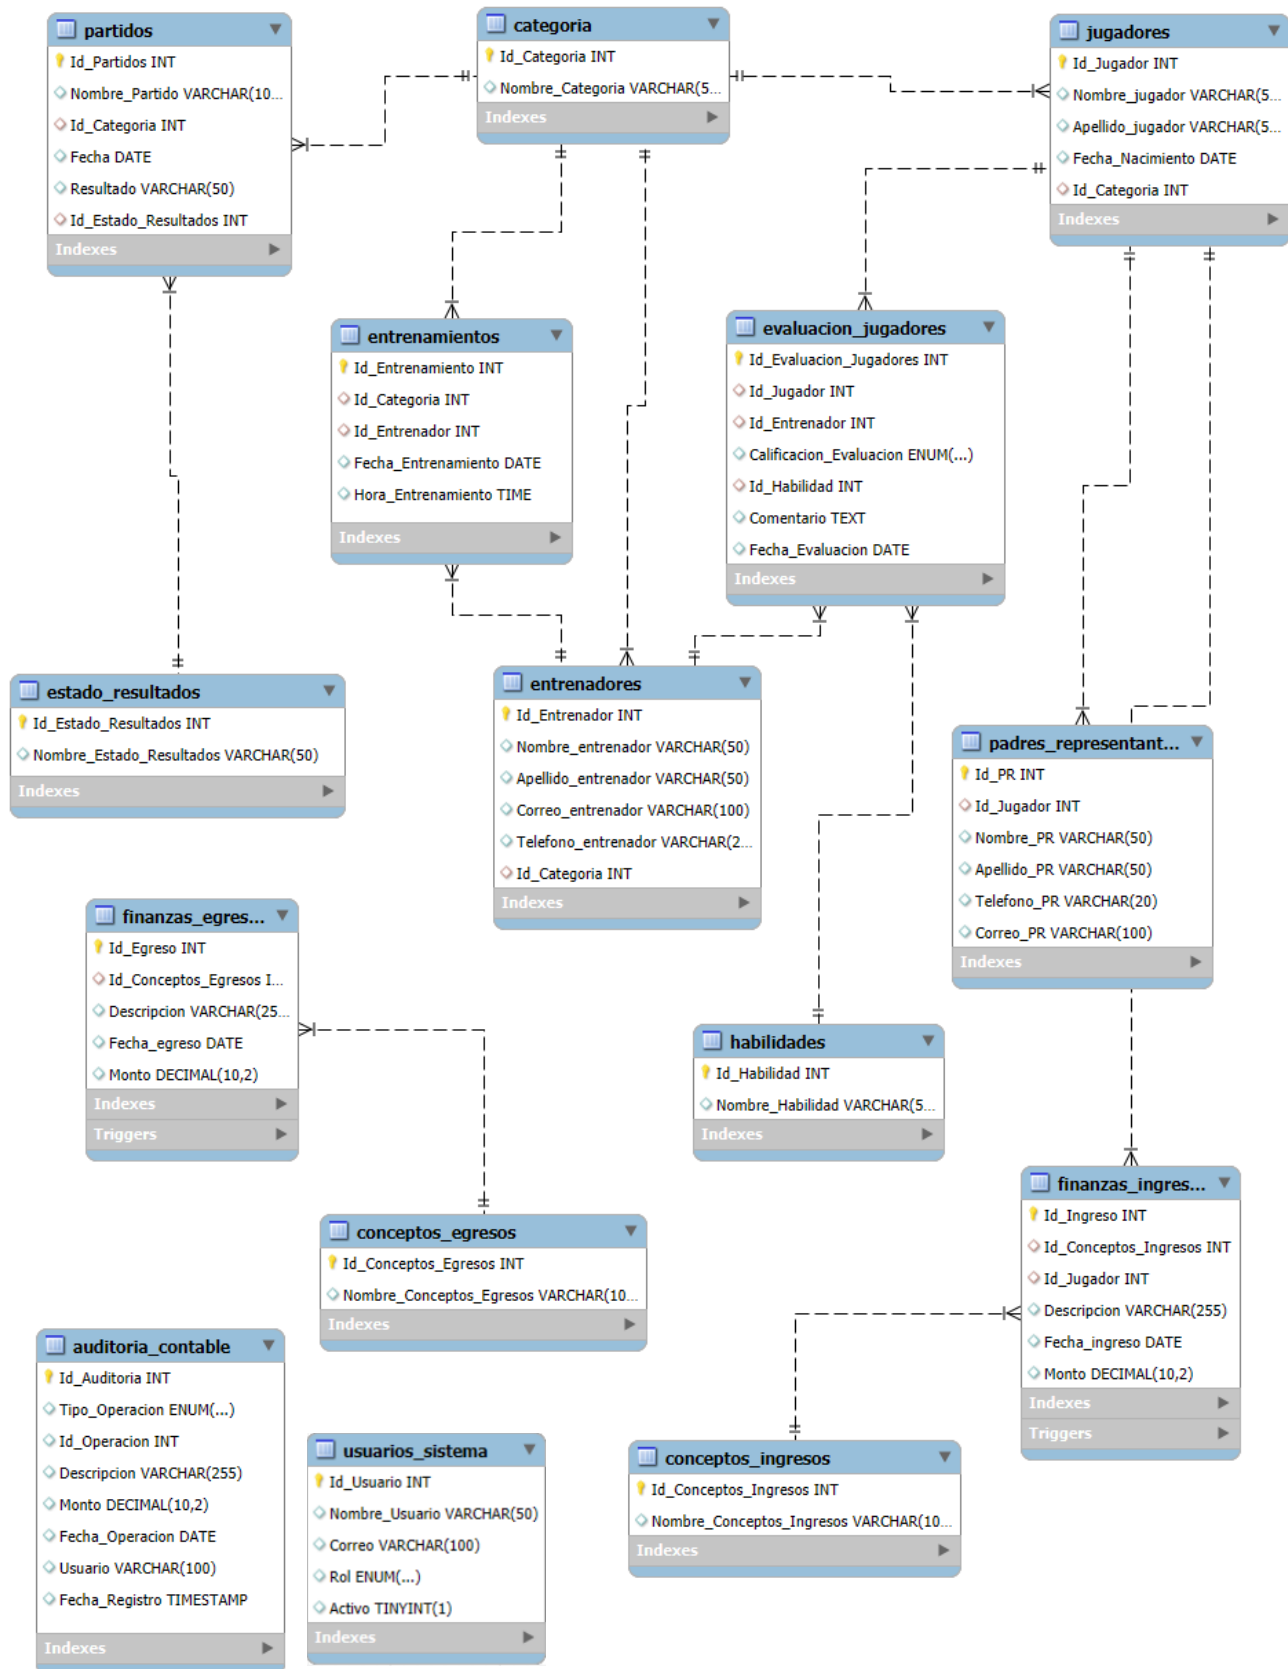 partidos
Id_Partidos INT
Nombre_Partido VARCHAR(10...
Id_Categoria INT
Fecha DATE
Resultado VARCHAR(50)
Id_Estado_Resultados INT
Indexes
categoria
Id_Categoria INT
Nombre_Categoria VARCHAR(5...
Indexes
jugadores
Id_Jugador INT
Nombre_jugador VARCHAR(5...
Apellido_jugador VARCHAR(5...
Fecha_Nacimiento DATE
Id_Categoria INT
Indexes
entrenamientos
Id_Entrenamiento INT
Id_Categoria INT
Id_Entrenador INT
Fecha_Entrenamiento DATE
Hora_Entrenamiento TIME
Indexes
evaluacion_jugadores
Id_Evaluacion_Jugadores INT
Id_Jugador INT
Id_Entrenador INT
Calificacion_Evaluacion ENUM(...)
Id_Habilidad INT
Comentario TEXT
Fecha_Evaluacion DATE
Indexes
estado_resultados
Id_Estado_Resultados INT
Nombre_Estado_Resultados VARCHAR(50)
Indexes
entrenadores
Id_Entrenador INT
Nombre_entrenador VARCHAR(50)
Apellido_entrenador VARCHAR(50)
Correo_entrenador VARCHAR(100)
Telefono_entrenador VARCHAR(2...
Id_Categoria INT
Indexes
padres_representant...
Id_PR INT
Id_Jugador INT
Nombre_PR VARCHAR(50)
Apellido_PR VARCHAR(50)
Telefono_PR VARCHAR(20)
Correo_PR VARCHAR(100)
Indexes
finanzas_egres...
Id_Egreso INT
Id_Conceptos_Egresos I...
Descripcion VARCHAR(25...
Fecha_egreso DATE
Monto DECIMAL(10,2)
Indexes
Triggers
habilidades
Id_Habilidad INT
Nombre_Habilidad VARCHAR(5...
Indexes
finanzas_ingres...
Id_Ingreso INT
Id_Conceptos_Ingresos INT
Id_Jugador INT
Descripcion VARCHAR(255)
Fecha_ingreso DATE
Monto DECIMAL(10,2)
Indexes
Triggers
conceptos_egresos
Id_Conceptos_Egresos INT
Nombre_Conceptos_Egresos VARCHAR(10...
Indexes
auditoria_contable
Id_Auditoria INT
Tipo_Operacion ENUM(...)
Id_Operacion INT
Descripcion VARCHAR(255)
Monto DECIMAL(10,2)
Fecha_Operacion DATE
Usuario VARCHAR(100)
Fecha_Registro TIMESTAMP
Indexes
usuarios_sistema
Id_Usuario INT
Nombre_Usuario VARCHAR(50)
Correo VARCHAR(100)
Rol ENUM(...)
Activo TINYINT(1)
Indexes
conceptos_ingresos
Id_Conceptos_Ingresos INT
Nombre_Conceptos_Ingresos VARCHAR(10...
Indexes